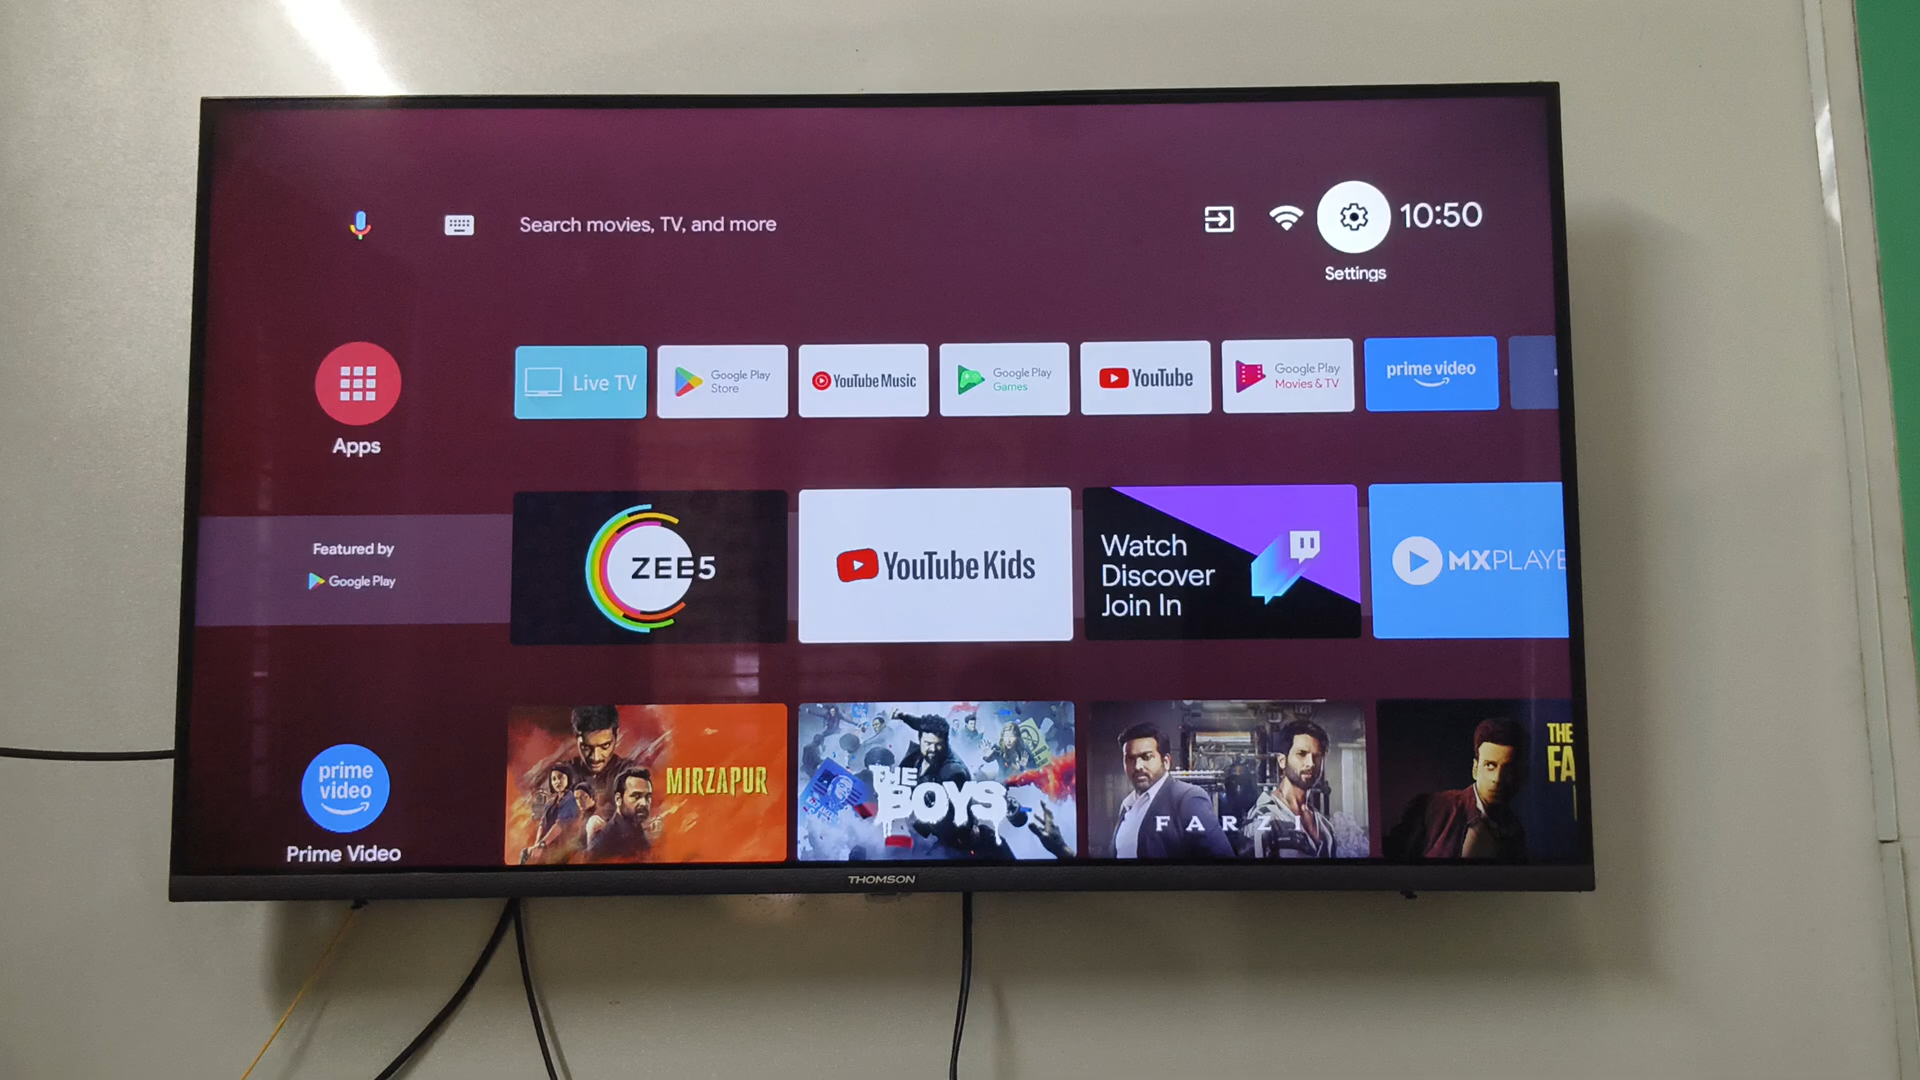 Search movies, TV, and more
10:50
Settings
Apps
Live TV
Google Play
Store
YouTube Music
Google Play
Games
YouTube
Google Play
Movies & TV
prime video
Featured by
Google Play
ZEE5
YouTube Kids
Watch
Discover
Join In
MXPLAYE
prime
video
Prime Video
MIRZAPUR
THE
BOYS
FARZI
THE
FA
THOMSON